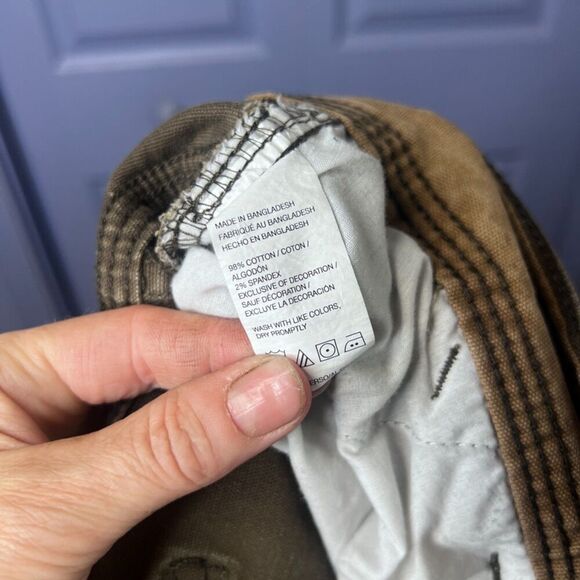 MADE IN BANGLADESH
FABRIQUÉ AU BANGLADESH
HECHO EN BANGLADESH
98% COTTON / COTON /
ALGODÓN
2% SPANDEX
EXCLUSIVE OF DECORATION /
SAUF DÉCORATION /
EXCLUYE LA DECORACIÓN
WASH WITH LIKE COLORS,
DRY PROMPTLY